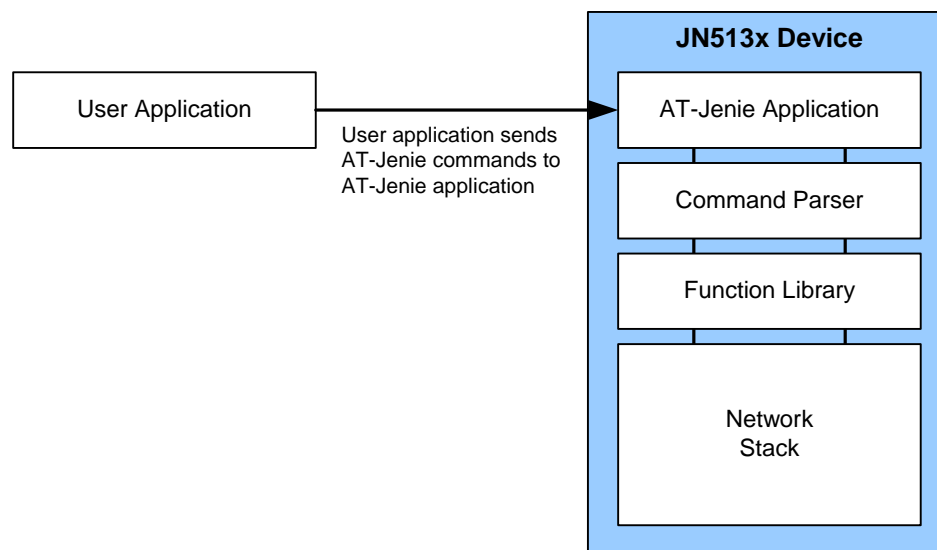 JN513x Device
User Application
AT-Jenie Application
User application sends
AT-Jenie commands to
AT-Jenie application
Command Parser
Function Library
Network
Stack